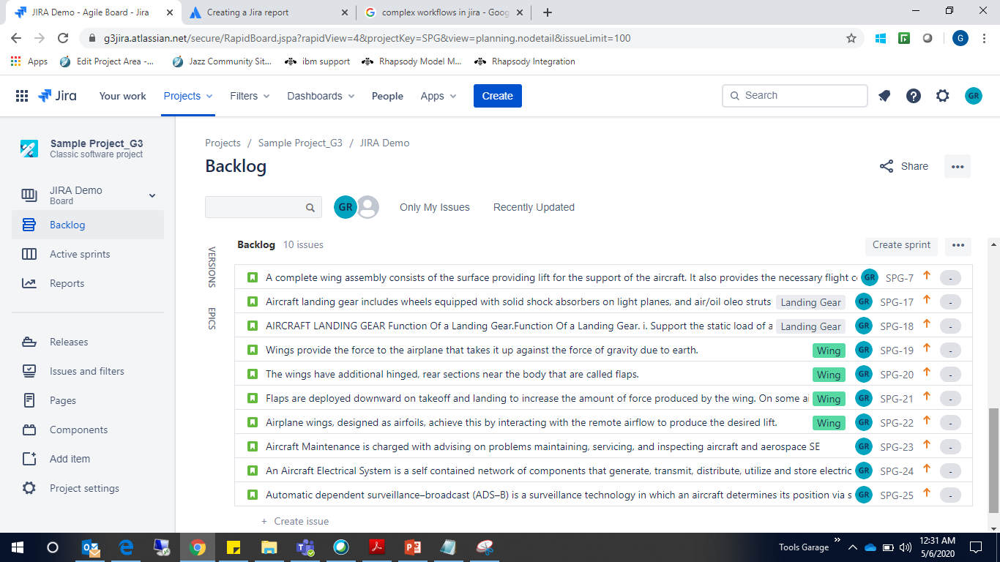 JIRA Demo - Agile Board - Jira
Creating a Jira report
complex workflows in jira - Goog
g3jira.atlassian.net/secure/RapidBoard.jspa?rapidView=4&projectKey=SPG&view=planning.nodetail&issueLimit=100
G
Apps
Edit Project Area -...
Jazz Community Sit...
ibm support
Rhapsody Model M...
Rhapsody Integration
Jira
Your work
Projects
Filters
Dashboards
People
Apps
Create
Search
GR
Sample Project_G3
Classic software project
JIRA Demo
Board
Backlog
Active sprints
Reports
Releases
Issues and filters
Pages
Components
Add item
Project settings
Projects / Sample Project_G3 / JIRA Demo
Backlog
Share
GR
Only My Issues
Recently Updated
VERSIONS
EPICS
Backlog 10 issues
Create sprint
A complete wing assembly consists of the surface providing lift for the support of the aircraft. It also provides the necessary flight c GR SPG-7 -
Aircraft landing gear includes wheels equipped with solid shock absorbers on light planes, and air/oil oleo struts Landing Gear GR SPG-17 -
AIRCRAFT LANDING GEAR Function Of a Landing Gear.Function Of a Landing Gear. i. Support the static load of a Landing Gear GR SPG-18 -
Wings provide the force to the airplane that takes it up against the force of gravity due to earth. Wing GR SPG-19 -
The wings have additional hinged, rear sections near the body that are called flaps. Wing GR SPG-20 -
Flaps are deployed downward on takeoff and landing to increase the amount of force produced by the wing. On some ai Wing GR SPG-21 -
Airplane wings, designed as airfoils, achieve this by interacting with the remote airflow to produce the desired lift. Wing GR SPG-22 -
Aircraft Maintenance is charged with advising on problems maintaining, servicing, and inspecting aircraft and aerospace SE GR SPG-23 -
An Aircraft Electrical System is a self contained network of components that generate, transmit, distribute, utilize and store electric GR SPG-24 -
Automatic dependent surveillance–broadcast (ADS–B) is a surveillance technology in which an aircraft determines its position via s GR SPG-25 -
+ Create issue
Tools Garage
12:31 AM
5/6/2020